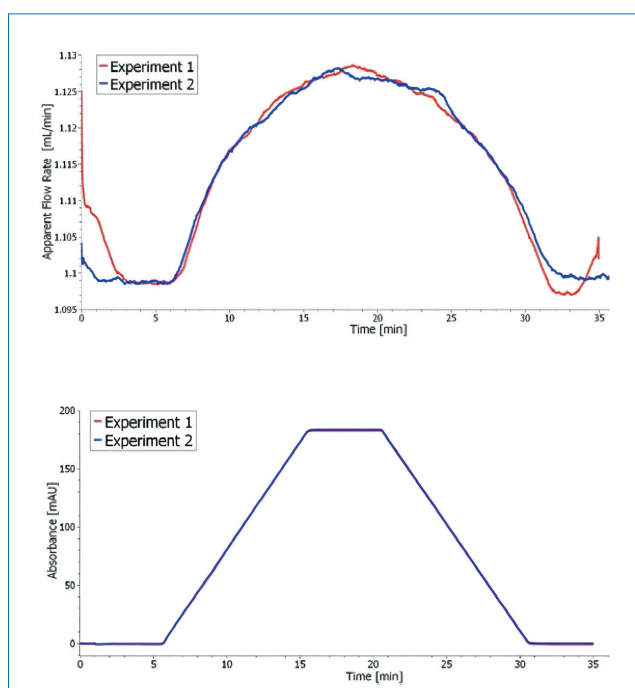 1.13
Experiment 1
Experiment 2
1.125
1.12
1.115
1.11
1.105
1.1
1.095
Apparent Flow Rate [mL/min]
0 5 10 15 20 25 30 35
Time [min]
200
Experiment 1
Experiment 2
150
100
50
0
Absorbance [mAU]
0 5 10 15 20 25 30 35
Time [min]